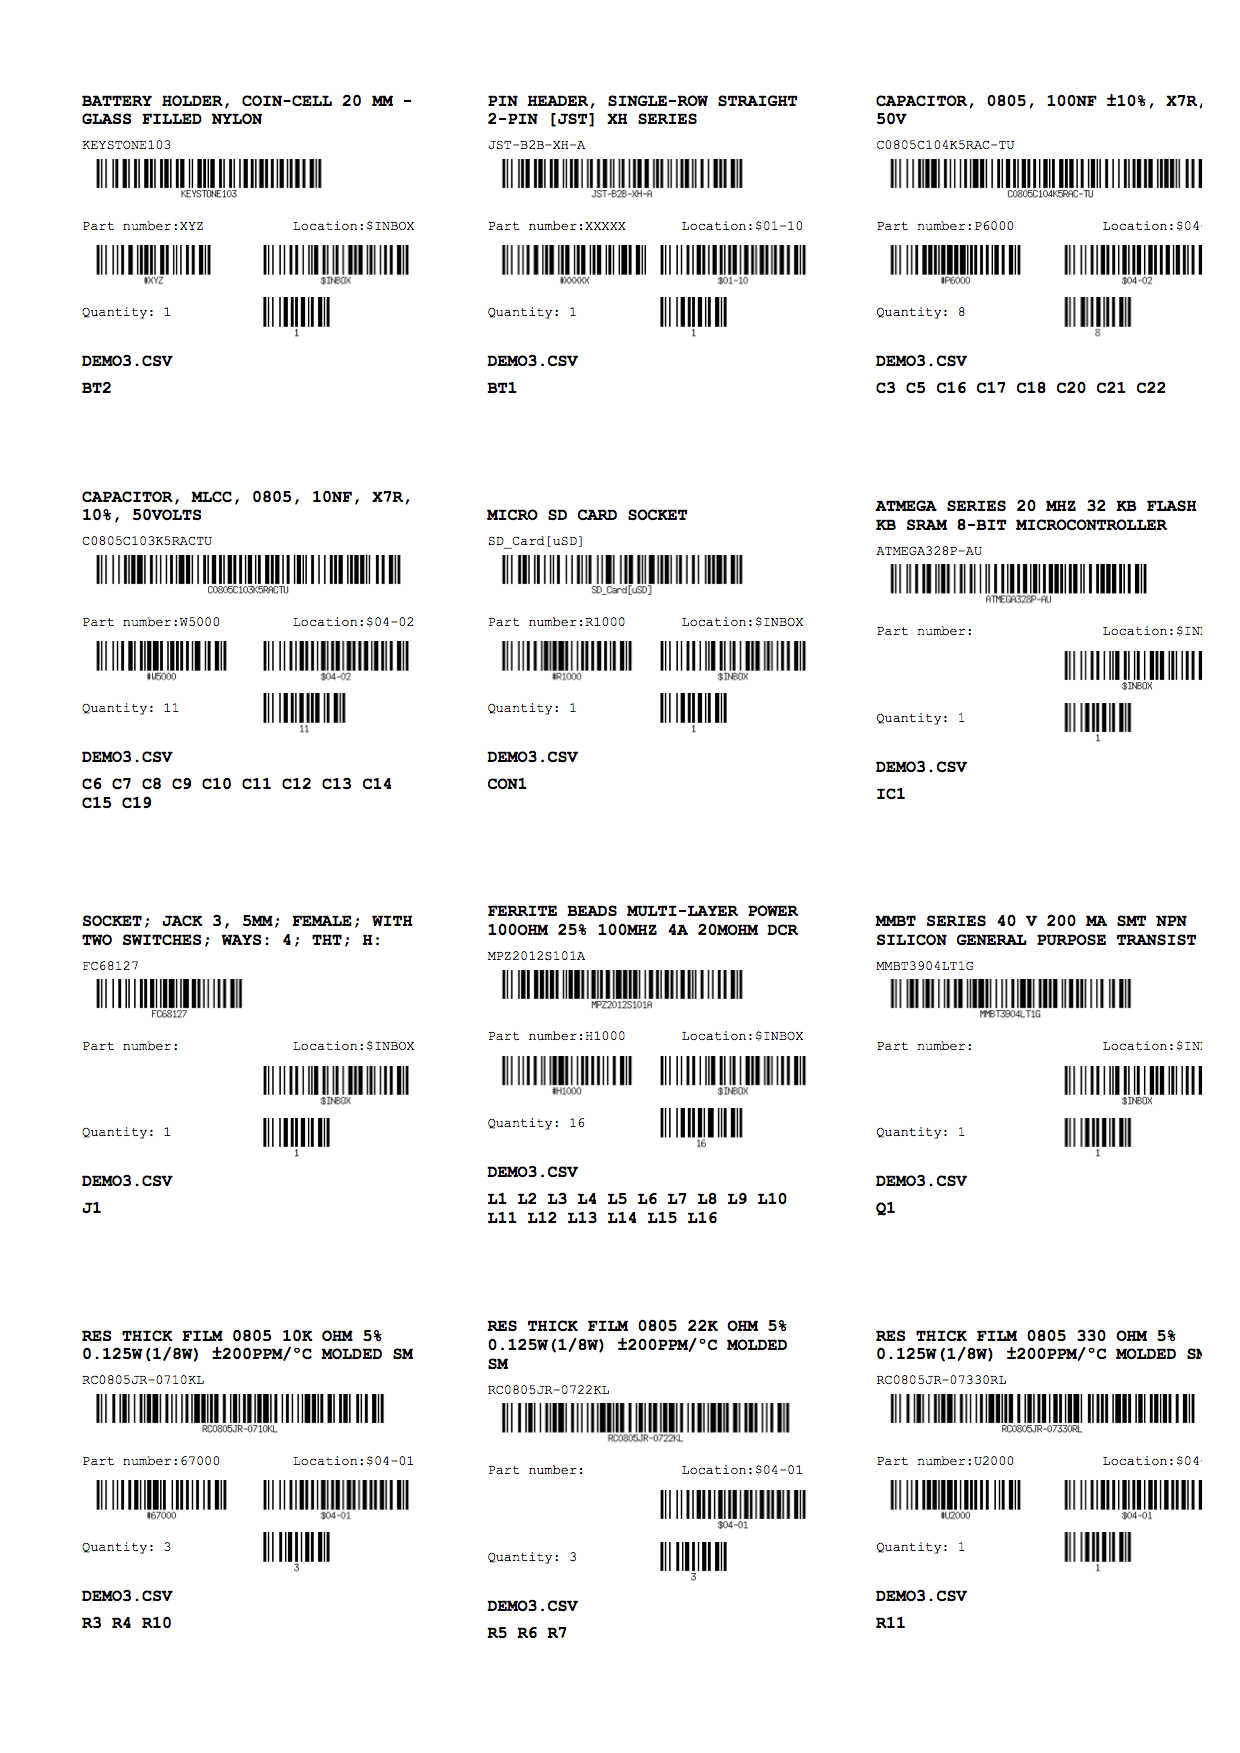 BATTERY HOLDER, COIN-CELL 20 MM -
GLASS FILLED NYLON
KEYSTONE103
KEYSTONE103
Part number:XYZ Location:$INBOX
#XYZ $INBOX
Quantity: 1
1
DEMO3.CSV
BT2
PIN HEADER, SINGLE-ROW STRAIGHT
2-PIN [JST] XH SERIES
JST-B2B-XH-A
JST-B2B-XH-A
Part number:XXXXX Location:$01-10
#XXXXX $01-10
Quantity: 1
1
DEMO3.CSV
BT1
CAPACITOR, 0805, 100NF ±10%, X7R,
50V
C0805C104K5RAC-TU
C0805C104K5RAC-TU
Part number:P6000 Location:$04
#P6000 $04-02
Quantity: 8
8
DEMO3.CSV
C3 C5 C16 C17 C18 C20 C21 C22
CAPACITOR, MLCC, 0805, 10NF, X7R,
10%, 50VOLTS
C0805C103K5RACTU
C0805C103K5RACTU
Part number:W5000 Location:$04-02
#W5000 $04-02
Quantity: 11
11
DEMO3.CSV
C6 C7 C8 C9 C10 C11 C12 C13 C14
C15 C19
MICRO SD CARD SOCKET
SD_Card[uSD]
SD_Card[uSD]
Part number:R1000 Location:$INBOX
#R1000 $INBOX
Quantity: 1
1
DEMO3.CSV
CON1
ATMEGA SERIES 20 MHZ 32 KB FLASH
KB SRAM 8-BIT MICROCONTROLLER
ATMEGA328P-AU
ATMEGA328P-AU
Part number: Location:$IN
$INBOX
Quantity: 1
1
DEMO3.CSV
IC1
SOCKET; JACK 3, 5MM; FEMALE; WITH
TWO SWITCHES; WAYS: 4; THT; H:
FC68127
FC68127
Part number: Location:$INBOX
$INBOX
Quantity: 1
1
DEMO3.CSV
J1
FERRITE BEADS MULTI-LAYER POWER
100OHM 25% 100MHZ 4A 20MOHM DCR
MPZ2012S101A
MPZ2012S101A
Part number:H1000 Location:$INBOX
#H1000 $INBOX
Quantity: 16
16
DEMO3.CSV
L1 L2 L3 L4 L5 L6 L7 L8 L9 L10
L11 L12 L13 L14 L15 L16
MMBT SERIES 40 V 200 MA SMT NPN
SILICON GENERAL PURPOSE TRANSIST
MMBT3904LT1G
MMBT3904LT1G
Part number: Location:$IN
$INBOX
Quantity: 1
1
DEMO3.CSV
Q1
RES THICK FILM 0805 10K OHM 5%
0.125W(1/8W) ±200PPM/°C MOLDED SM
RC0805JR-0710KL
RC0805JR-0710KL
Part number:67000 Location:$04-01
#67000 $04-01
Quantity: 3
3
DEMO3.CSV
R3 R4 R10
RES THICK FILM 0805 22K OHM 5%
0.125W(1/8W) ±200PPM/°C MOLDED
SM
RC0805JR-0722KL
RC0805JR-0722KL
Part number: Location:$04-01
$04-01
Quantity: 3
3
DEMO3.CSV
R5 R6 R7
RES THICK FILM 0805 330 OHM 5%
0.125W(1/8W) ±200PPM/°C MOLDED SM
RC0805JR-07330RL
RC0805JR-07330RL
Part number:U2000 Location:$04
#U2000 $04-01
Quantity: 1
1
DEMO3.CSV
R11